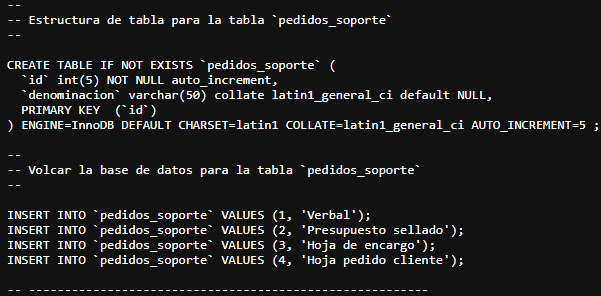 --
-- Estructura de tabla para la tabla `pedidos_soporte`
--
CREATE TABLE IF NOT EXISTS `pedidos_soporte` (
  `id` int(5) NOT NULL auto_increment,
  `denominacion` varchar(50) collate latin1_general_ci default NULL,
  PRIMARY KEY  (`id`)
) ENGINE=InnoDB DEFAULT CHARSET=latin1 COLLATE=latin1_general_ci AUTO_INCREMENT=5 ;
--
-- Volcar la base de datos para la tabla `pedidos_soporte`
--
INSERT INTO `pedidos_soporte` VALUES (1, 'Verbal');
INSERT INTO `pedidos_soporte` VALUES (2, 'Presupuesto sellado');
INSERT INTO `pedidos_soporte` VALUES (3, 'Hoja de encargo');
INSERT INTO `pedidos_soporte` VALUES (4, 'Hoja pedido cliente');
-- --------------------------------------------------------